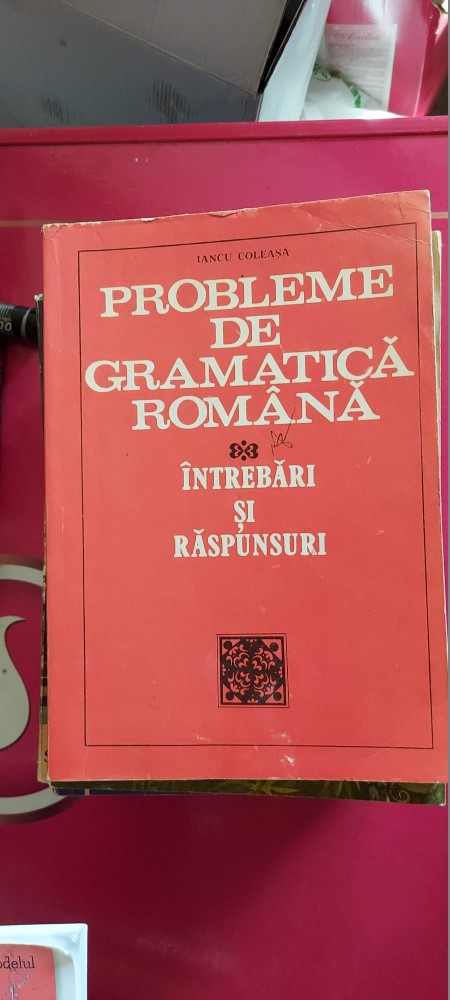 IANCU COLEAȘA
PROBLEME
DE
GRAMATICĂ
ROMÂNĂ
ÎNTREBĂRI
ȘI
RĂSPUNSURI